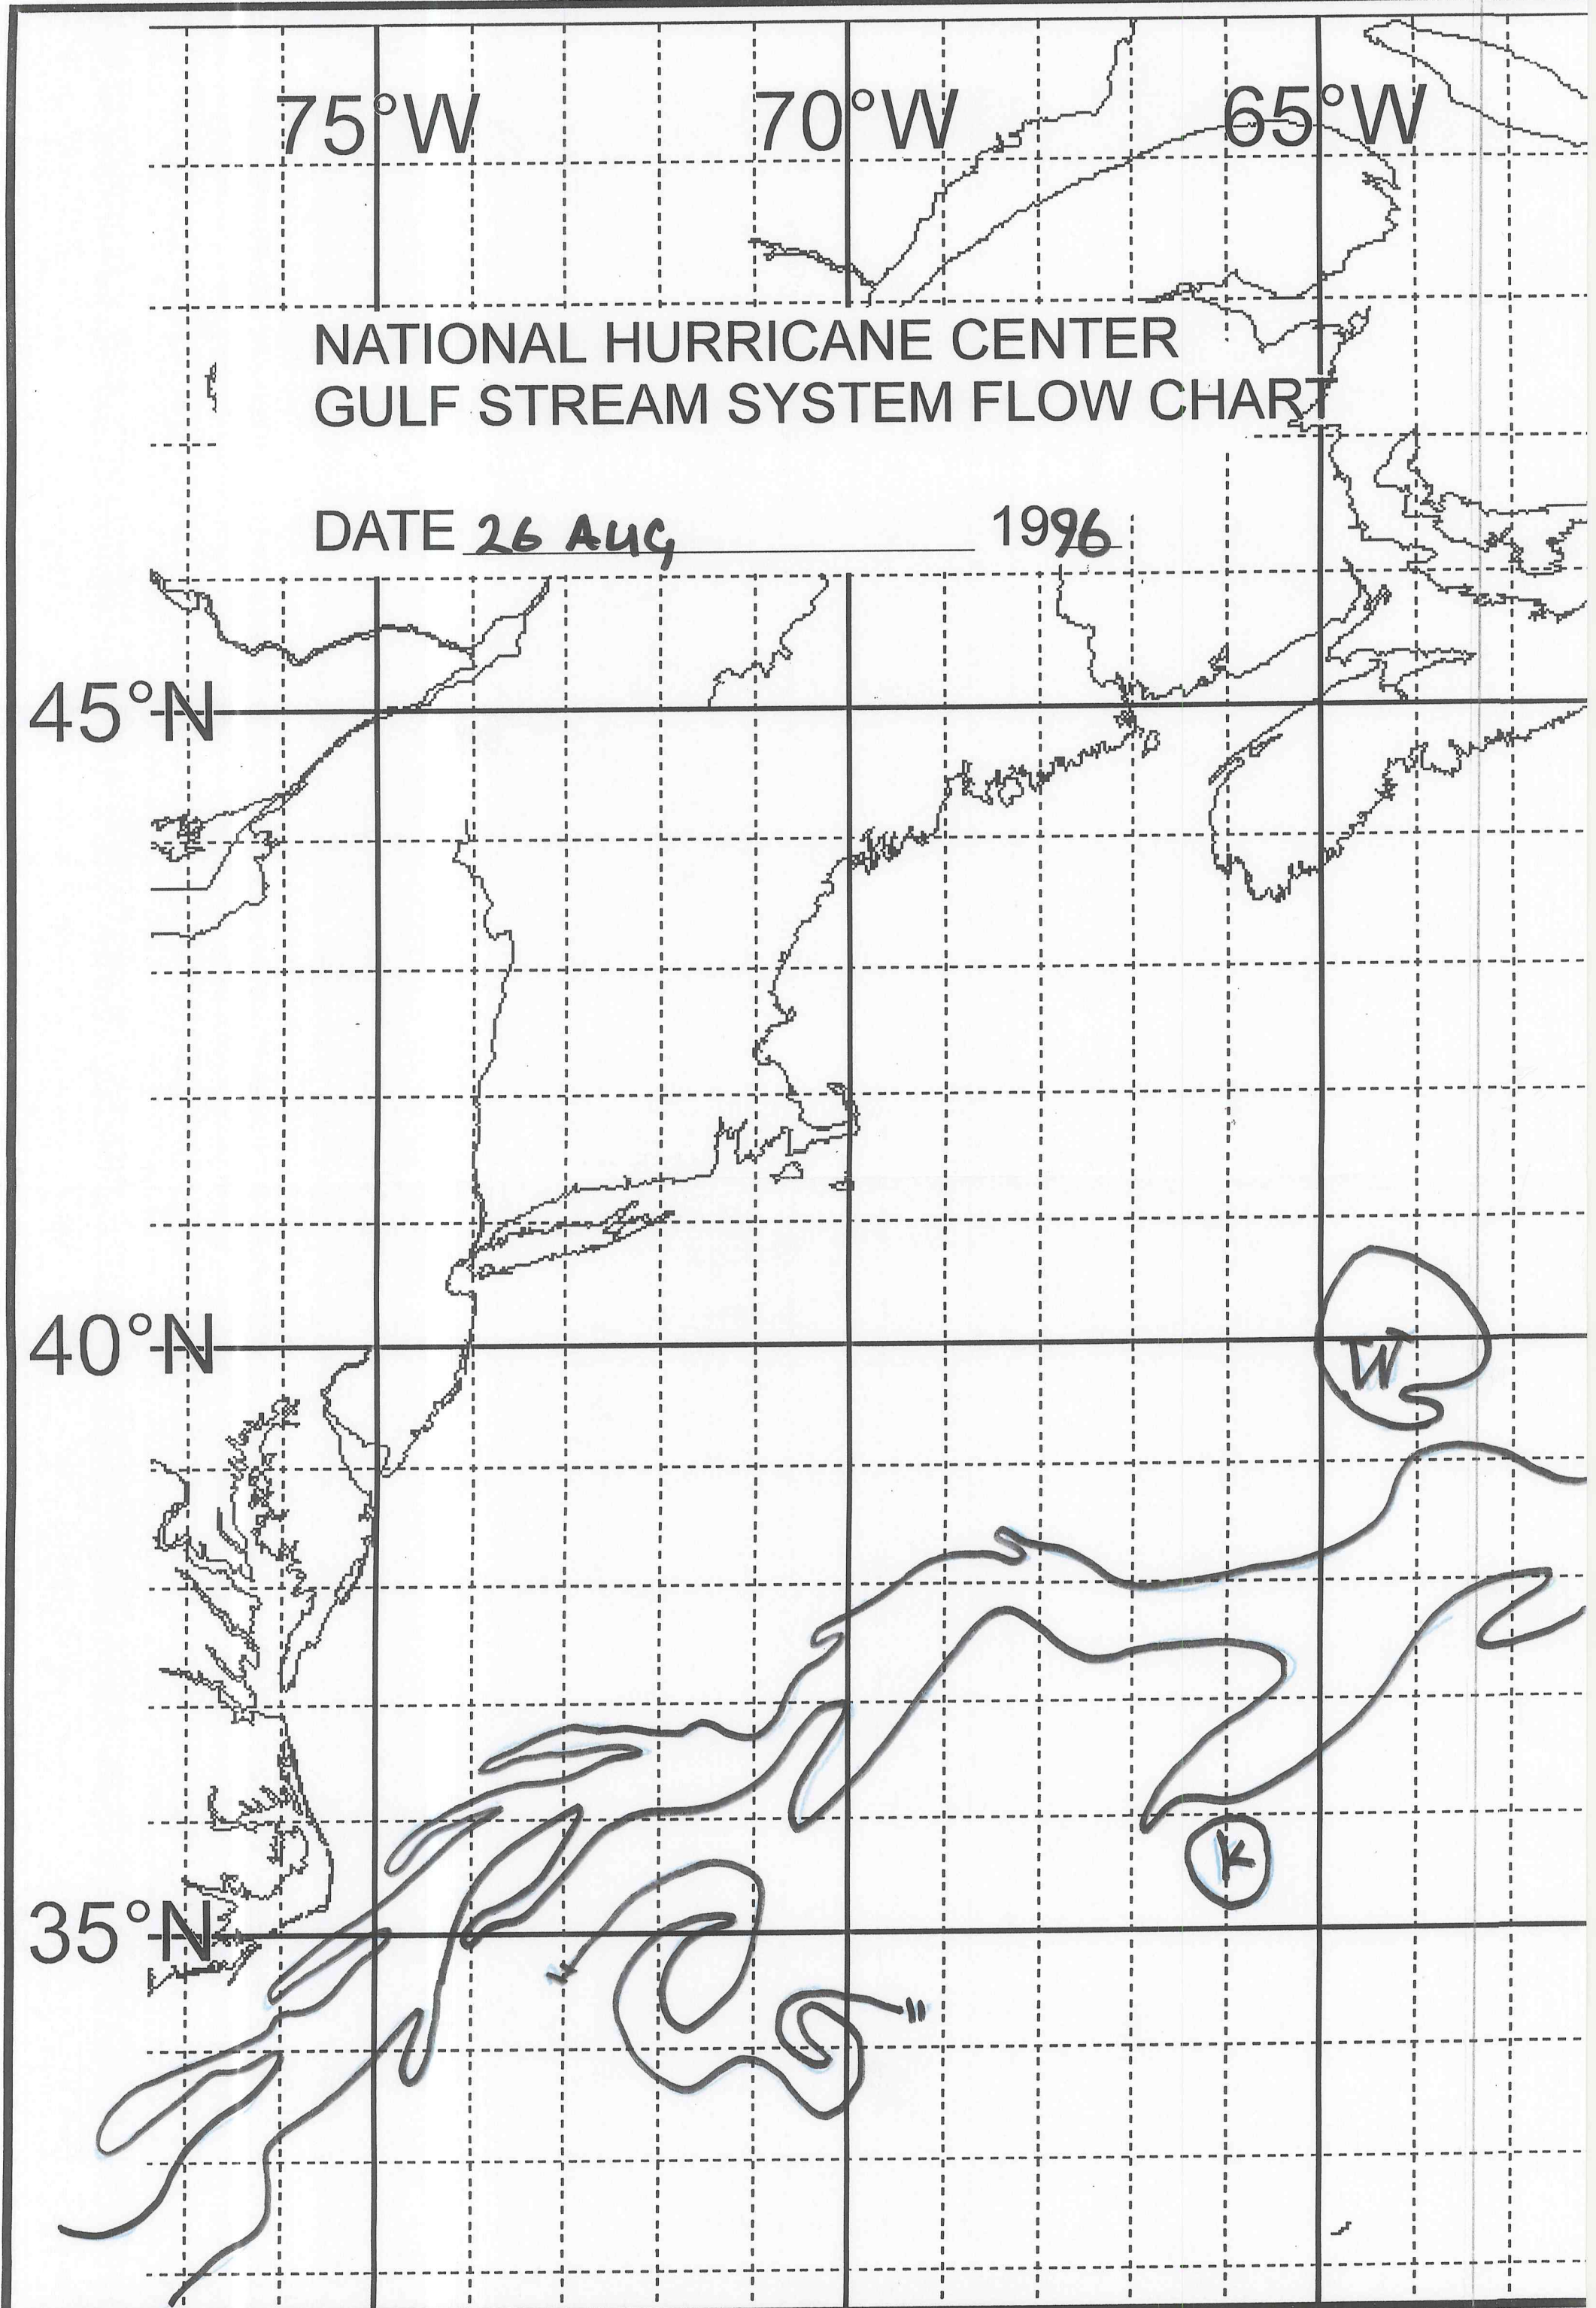 75°W 70°W 65°W
NATIONAL HURRICANE CENTER
GULF STREAM SYSTEM FLOW CHART
DATE 26 AUG 1996
45°N
40°N
W
K
35°N